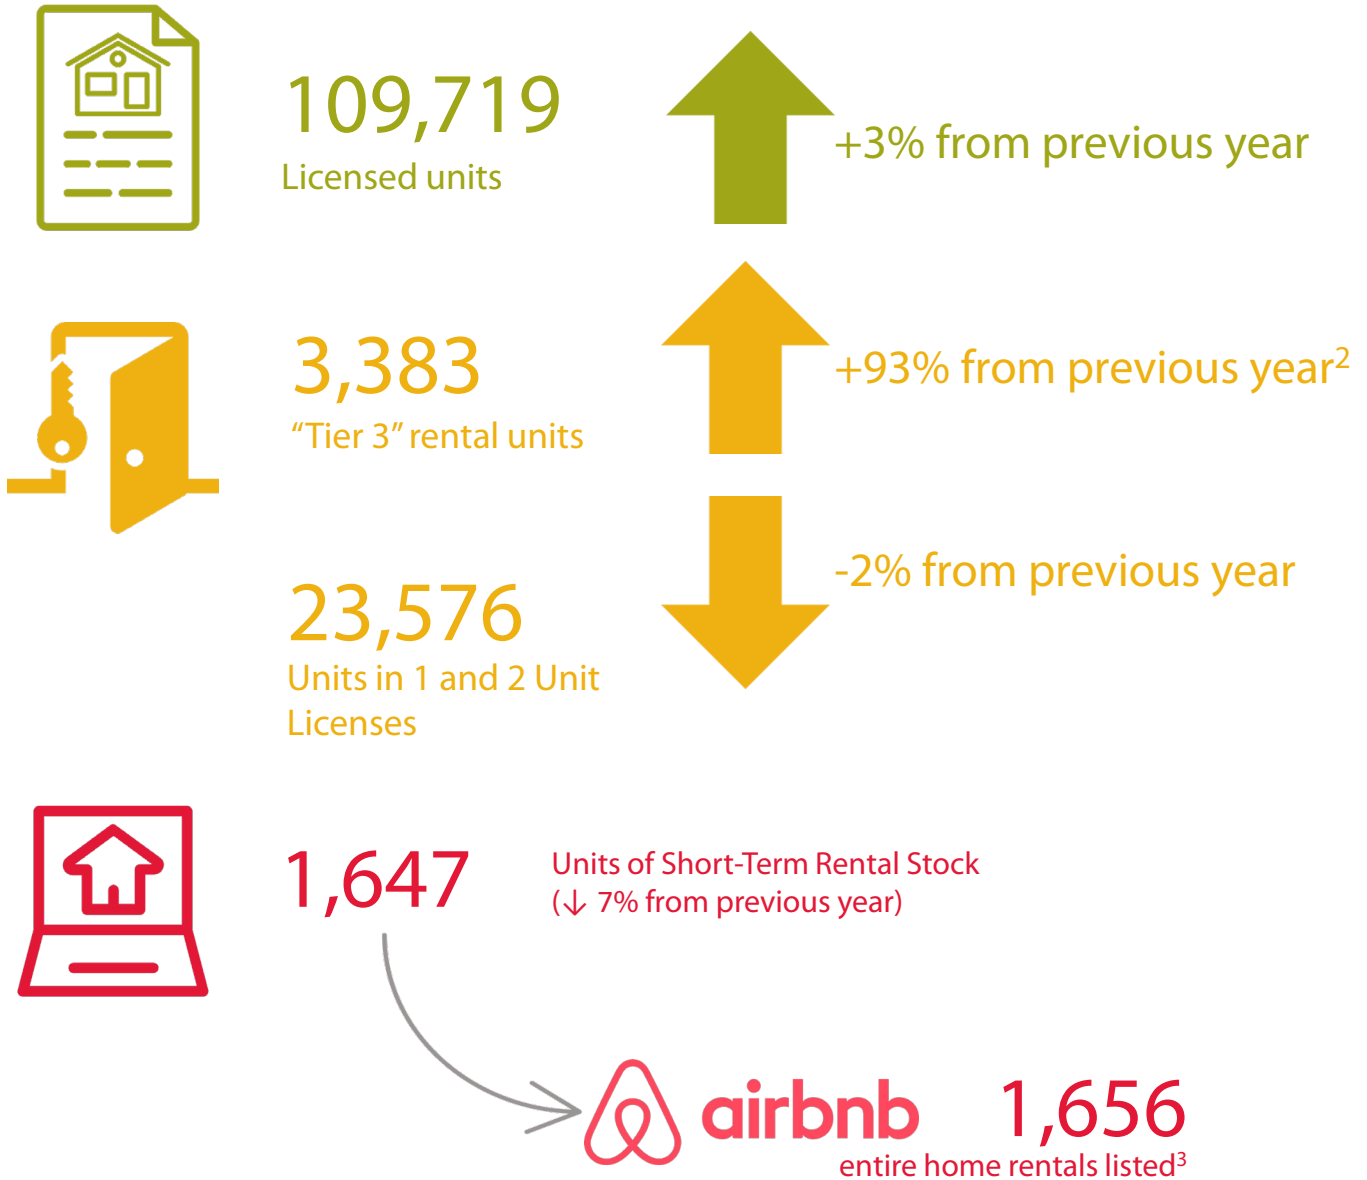 109,719
Licensed units
+3% from previous year
3,383
“Tier 3” rental units
+93% from previous year²
23,576
Units in 1 and 2 Unit
Licenses
-2% from previous year
1,647
Units of Short-Term Rental Stock
(↓ 7% from previous year)
airbnb
1,656
entire home rentals listed³